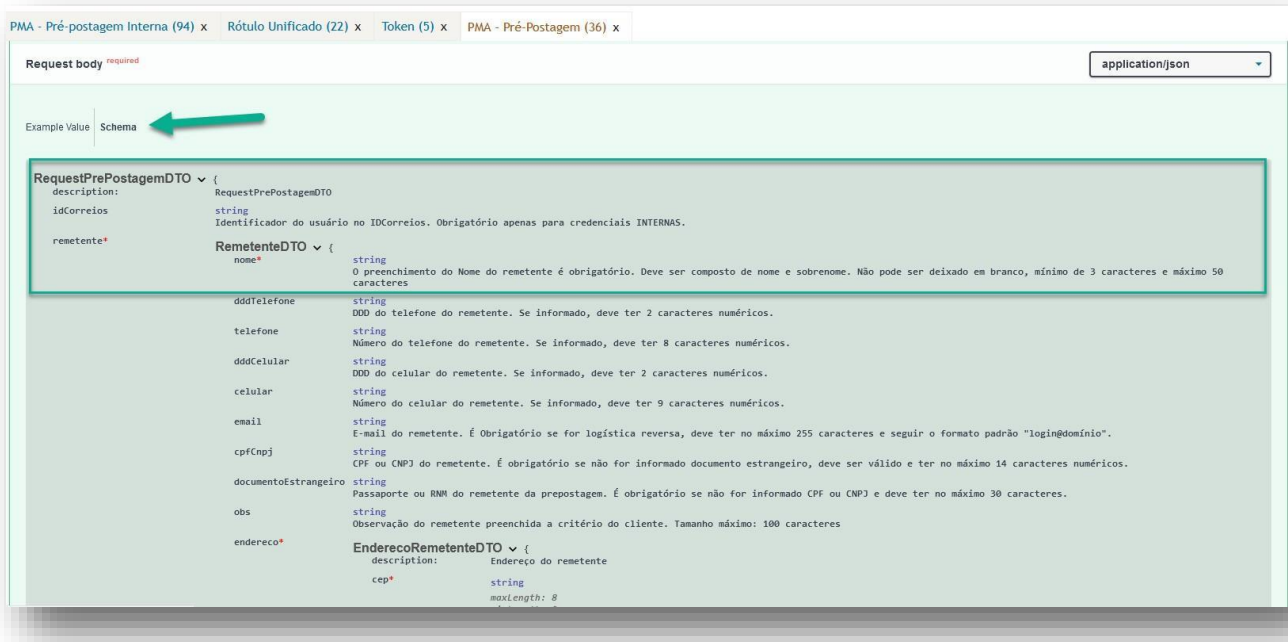 PMA - Pré-postagem Interna (94) x Rótulo Unificado (22) x Token (5) x PMA - Pré-Postagem (36) x
Request body required
application/json
Example Value Schema
RequestPrePostagemDTO {
description: RequestPrePostagemDTO
idCorreios string
Identificador do usuário no IDCorreios. Obrigatório apenas para credenciais INTERNAS.
remetente* RemetenteDTO {
nome* string
O preenchimento do Nome do remetente é obrigatório. Deve ser composto de nome e sobrenome. Não pode ser deixado em branco, mínimo de 3 caracteres e máximo 50
caracteres
dddTelefone string
DDD do telefone do remetente. Se informado, deve ter 2 caracteres numéricos.
telefone string
Número do telefone do remetente. Se informado, deve ter 8 caracteres numéricos.
dddCelular string
DDD do celular do remetente. Se informado, deve ter 2 caracteres numéricos.
celular string
Número do celular do remetente. Se informado, deve ter 9 caracteres numéricos.
email string
E-mail do remetente. É Obrigatório se for logística reversa, deve ter no máximo 255 caracteres e seguir o formato padrão "login@domínio".
cpfCnpj string
CPF ou CNPJ do remetente. É obrigatório se não for informado documento estrangeiro, deve ser válido e ter no máximo 14 caracteres numéricos.
documentoEstrangeiro string
Passaporte ou RNM do remetente da prepostagem. É obrigatório se não for informado CPF ou CNPJ e deve ter no máximo 30 caracteres.
obs string
Observação do remetente preenchida a critério do cliente. Tamanho máximo: 100 caracteres
endereco* EnderecoRemetenteDTO {
description: Endereço do remetente
cep* string
maxLength: 8